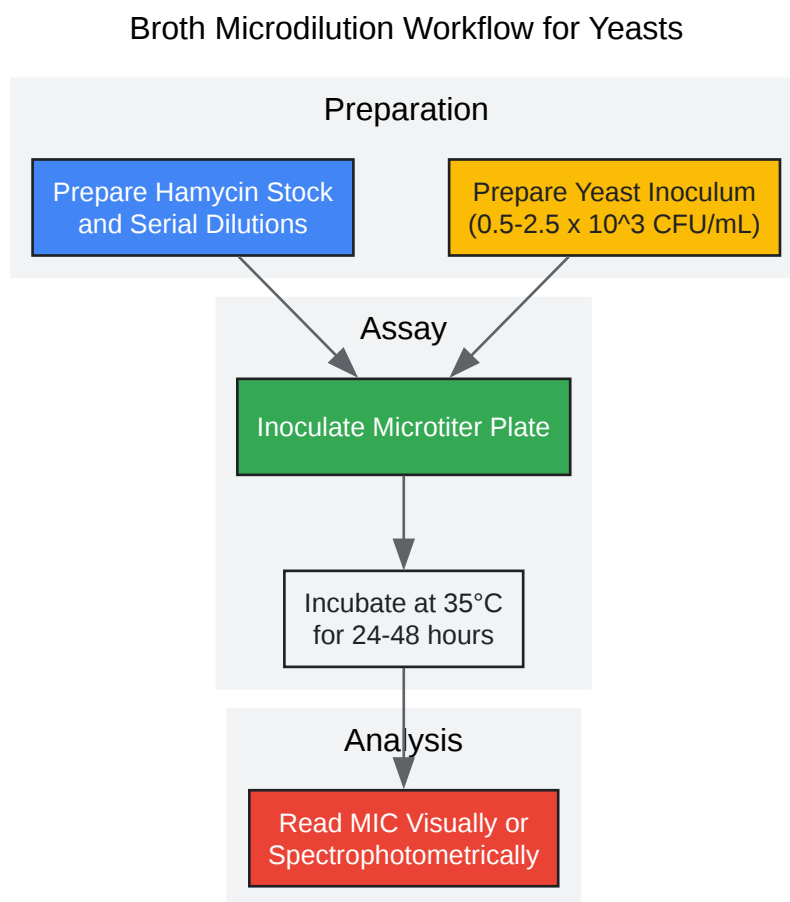 Broth Microdilution Workflow for Yeasts
Preparation
Prepare Hamycin Stock
and Serial Dilutions
Prepare Yeast Inoculum
(0.5-2.5 x 10^3 CFU/mL)
Assay
Inoculate Microtiter Plate
Incubate at 35°C
for 24-48 hours
Analysis
Read MIC Visually or
Spectrophotometrically